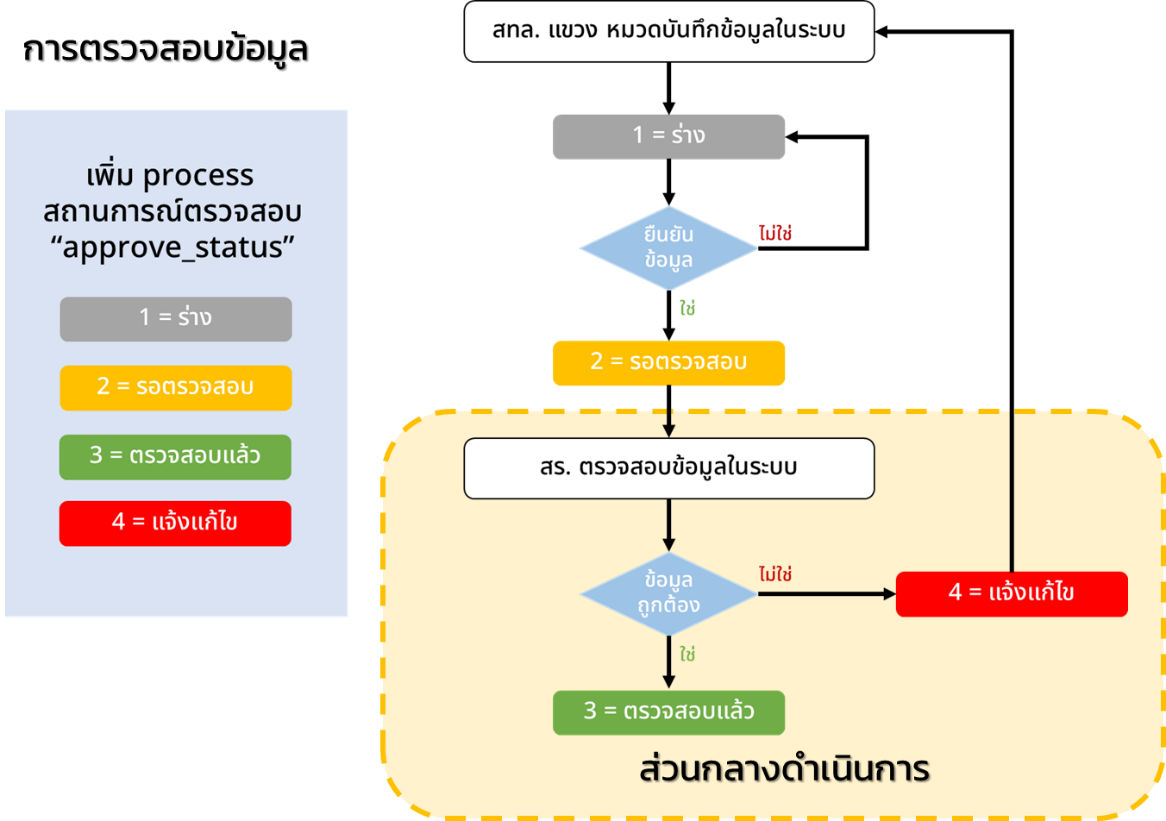 การตรวจสอบข้อมูล
เพิ่ม process
สถานการณ์ตรวจสอบ
“approve_status”
1 = ร่าง
2 = รอตรวจสอบ
3 = ตรวจสอบแล้ว
4 = แจ้งแก้ไข
สทล. แขวง หมวดบันทึกข้อมูลในระบบ
1 = ร่าง
ยืนยัน
ข้อมูล
ไม่ใช่
ใช่
2 = รอตรวจสอบ
สร. ตรวจสอบข้อมูลในระบบ
ข้อมูล
ถูกต้อง
ไม่ใช่
4 = แจ้งแก้ไข
ใช่
3 = ตรวจสอบแล้ว
ส่วนกลางดำเนินการ